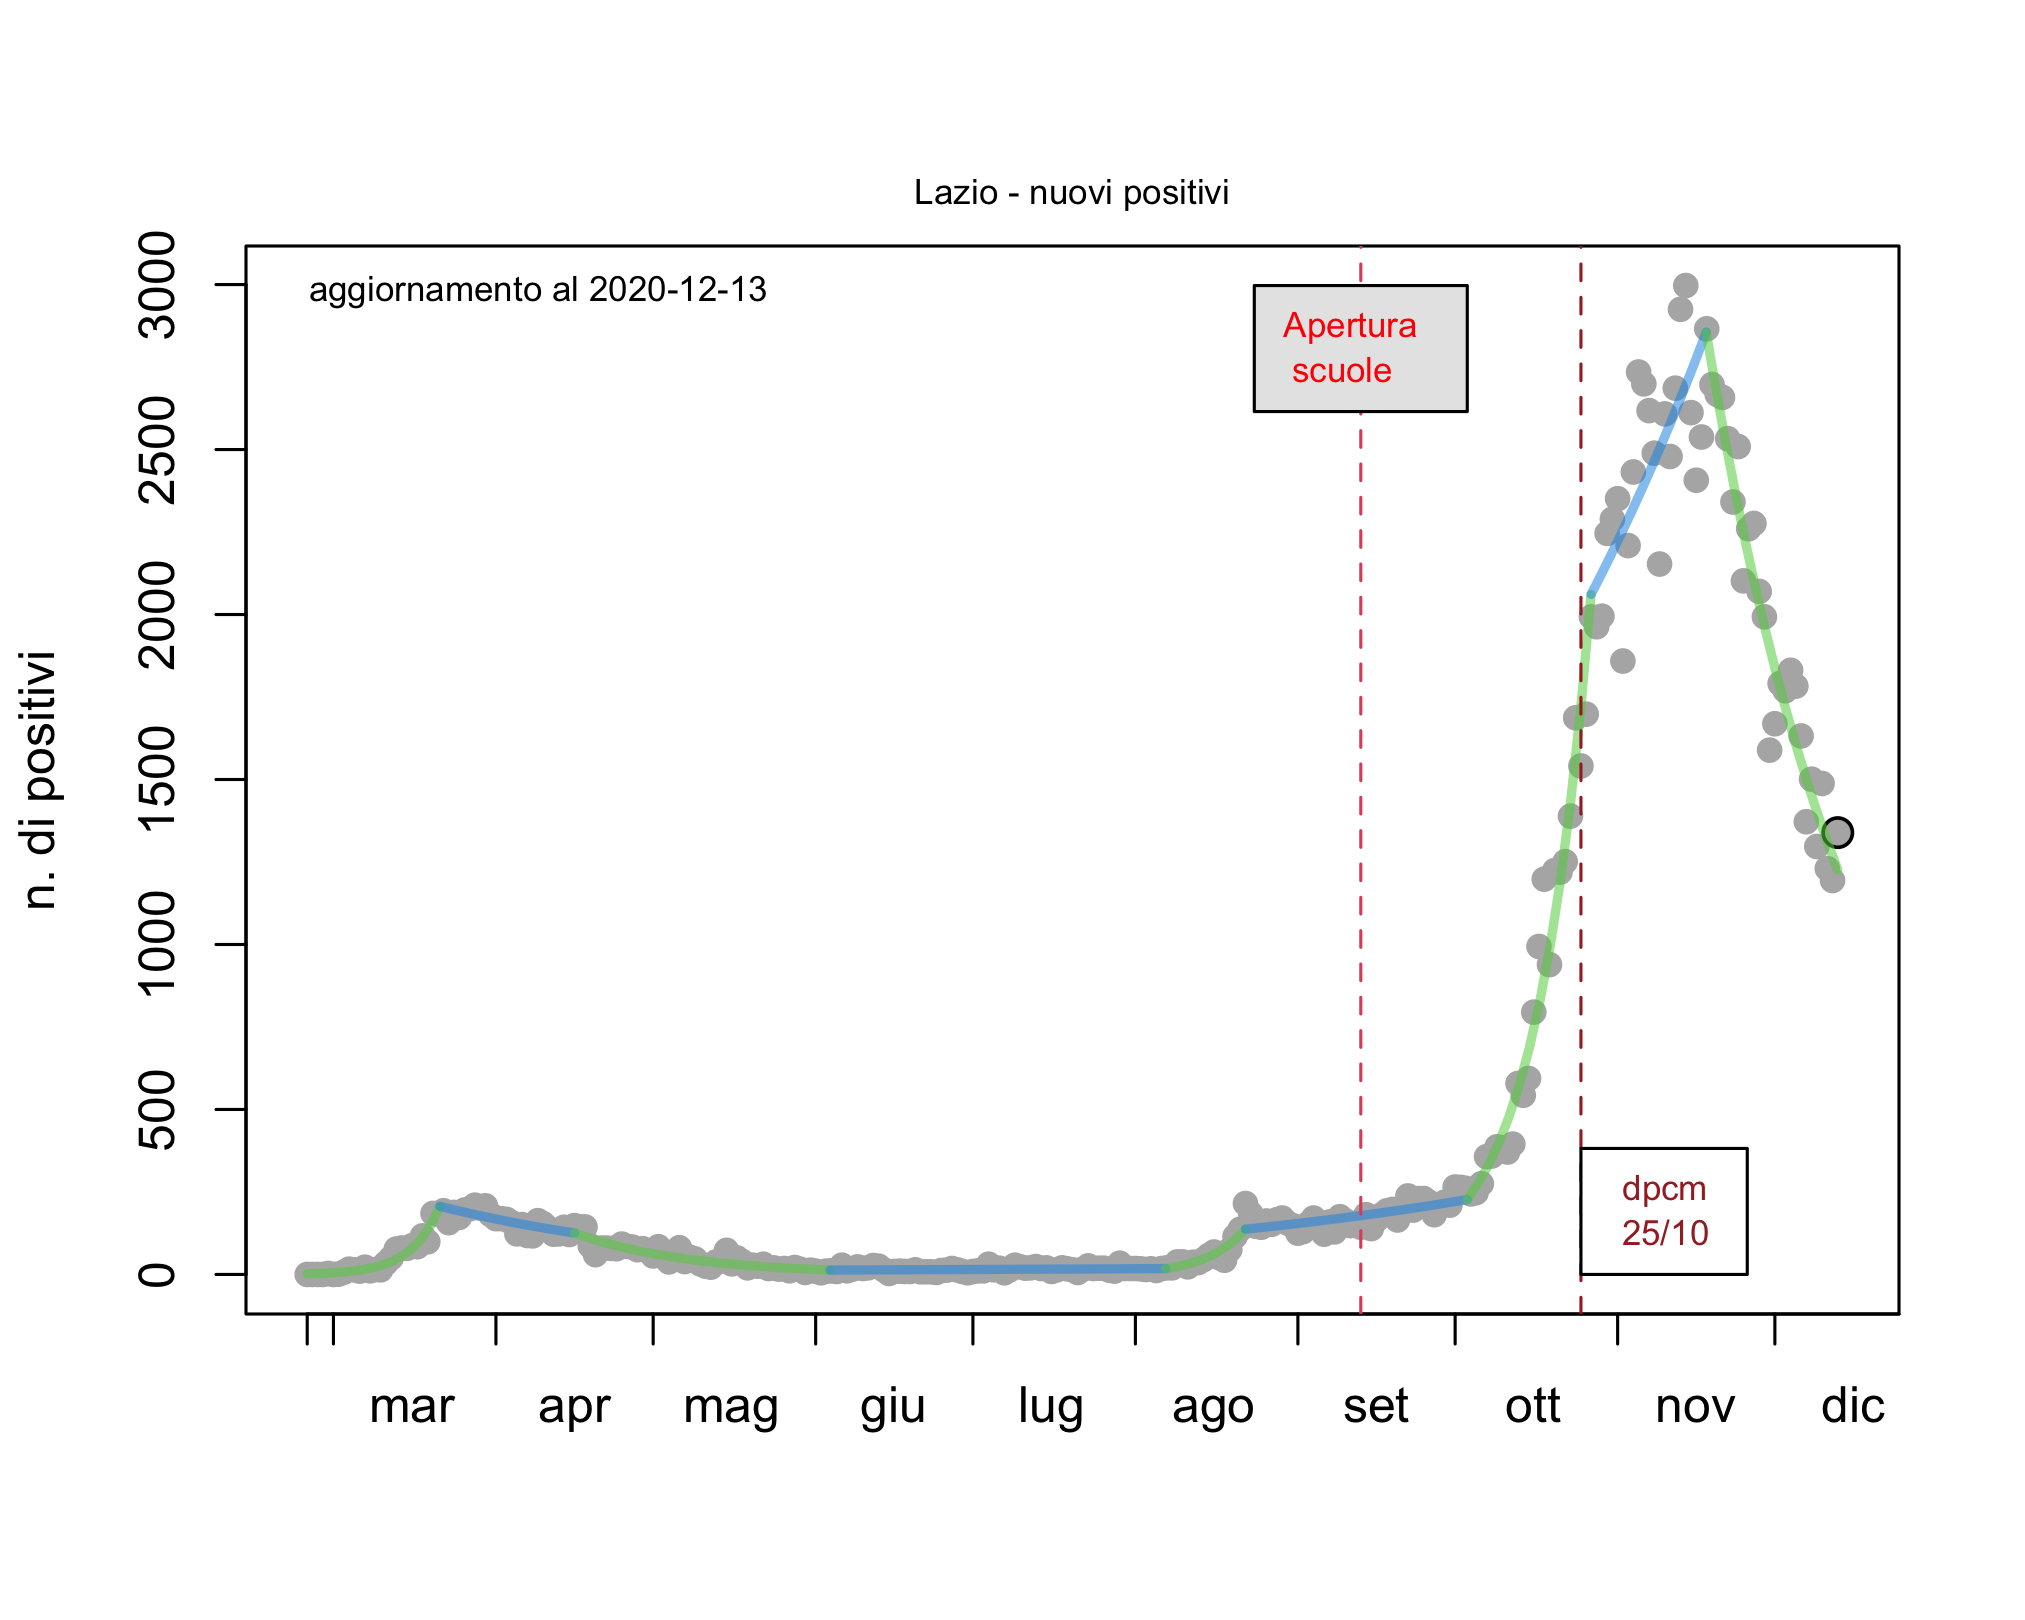 Lazio - nuovi positivi
aggiornamento al 2020-12-13
Apertura
scuole
dpcm
25/10
n. di positivi
3000
2500
2000
1500
1000
500
0
mar apr mag giu lug ago set ott nov dic